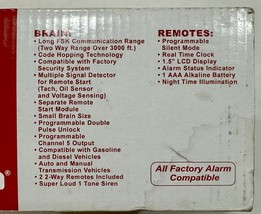 BRAIN:
• Long FSK Communication Range
(Two Way Range Over 3000 ft.)
• Code Hopping Technology
• Compatible with Factory
Security System
• Multiple Signal Detector
for Remote Start
(Tach, Oil Sensor
and Voltage Sensing)
• Separate Remote
Start Module
• Small Brain Size
• Programmable Double
Pulse Unlock
• Programmable
Channel 5 Output
• Compatible with Gasoline
and Diesel Vehicles
• Auto and Manual
Transmission Vehicles
• 2 2-Way Remotes Included
• Super Loud 1 Tone Siren
REMOTES:
• Programmable
Silent Mode
• Real Time Clock
• 1.5" LCD Display
• Alarm Status Indicator
• 1 AAA Alkaline Battery
• Night Time Illumination
All Factory Alarm
Compatible
®